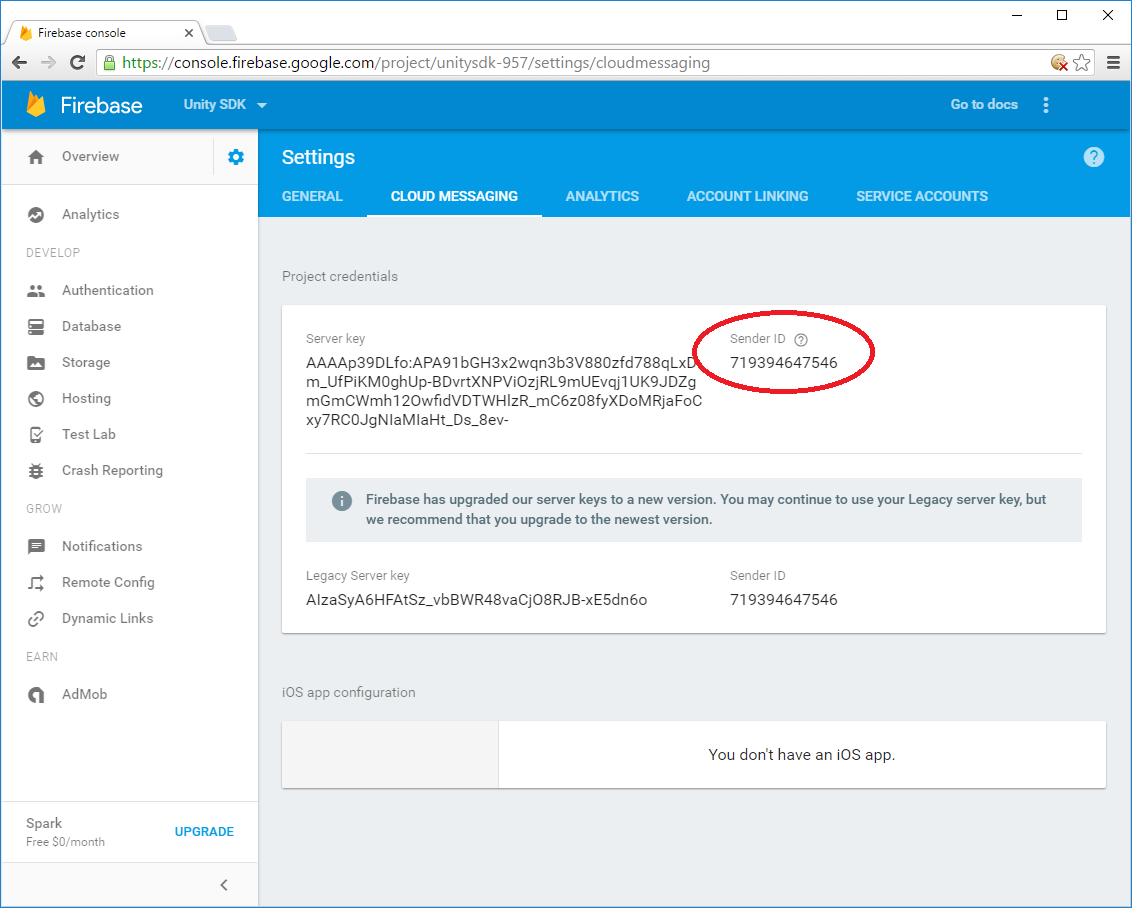 Firebase console
https://console.firebase.google.com/project/unitysdk-957/settings/cloudmessaging
Firebase
Unity SDK
Go to docs
Overview
Analytics
DEVELOP
Authentication
Database
Storage
Hosting
Test Lab
Crash Reporting
GROW
Notifications
Remote Config
Dynamic Links
EARN
AdMob
Spark
Free $0/month
UPGRADE
Settings
GENERAL
CLOUD MESSAGING
ANALYTICS
ACCOUNT LINKING
SERVICE ACCOUNTS
Project credentials
Server key
AAAAp39DLfo:APA91bGH3x2wqn3b3V880zfd788qLxD
m_UfPiKM0ghUp-BDvrtXNPViOzjRL9mUEvqj1UK9JDZg
mGmCWmh12OwfidVDTWHlzR_mC6z08fyXDoMRjaFoC
xy7RC0JgNIaMIaHt_Ds_8ev-
Sender ID
719394647546
Firebase has upgraded our server keys to a new version. You may continue to use your Legacy server key, but
we recommend that you upgrade to the newest version.
Legacy Server key
AIzaSyA6HFAtSz_vbBWR48vaCjO8RJB-xE5dn6o
Sender ID
719394647546
iOS app configuration
You don't have an iOS app.